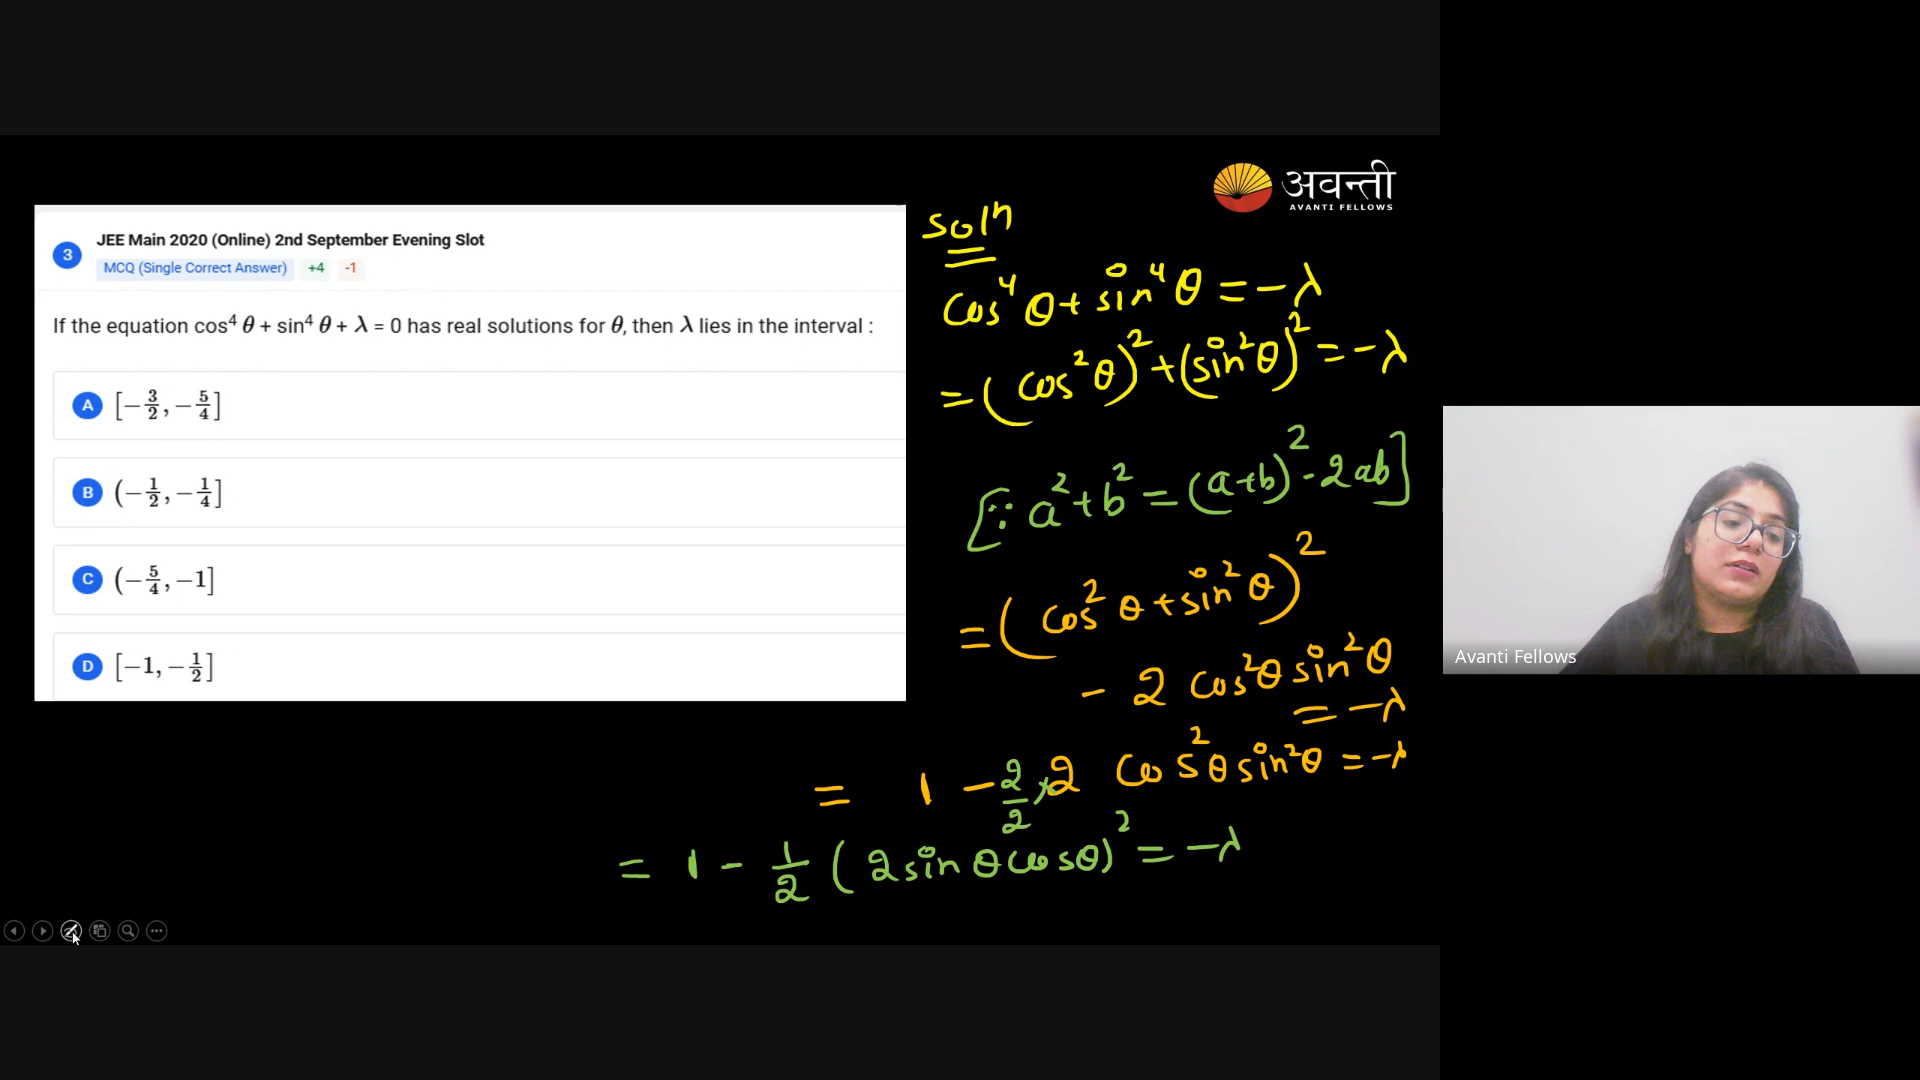 अवन्ती
AVANTI FELLOWS
3
JEE Main 2020 (Online) 2nd September Evening Slot
MCQ (Single Correct Answer) +4 -1
If the equation cos⁴ θ + sin⁴ θ + λ = 0 has real solutions for θ, then λ lies in the interval :
A [−3/2, −5/4]
B (−1/2, −1/4]
C (−5/4, −1]
D [−1, −1/2]
Solⁿ
cos⁴θ + sin⁴θ = −λ
= (cos²θ)² + (sin²θ)² = −λ
[∵ a² + b² = (a+b)² - 2ab]
= (cos²θ + sin²θ)²
− 2 cos²θ sin²θ
= −λ
= 1 − 2/2 × 2 cos²θ sin²θ = −λ
= 1 − 1/2 (2 sinθ cosθ)² = −λ
Avanti Fellows